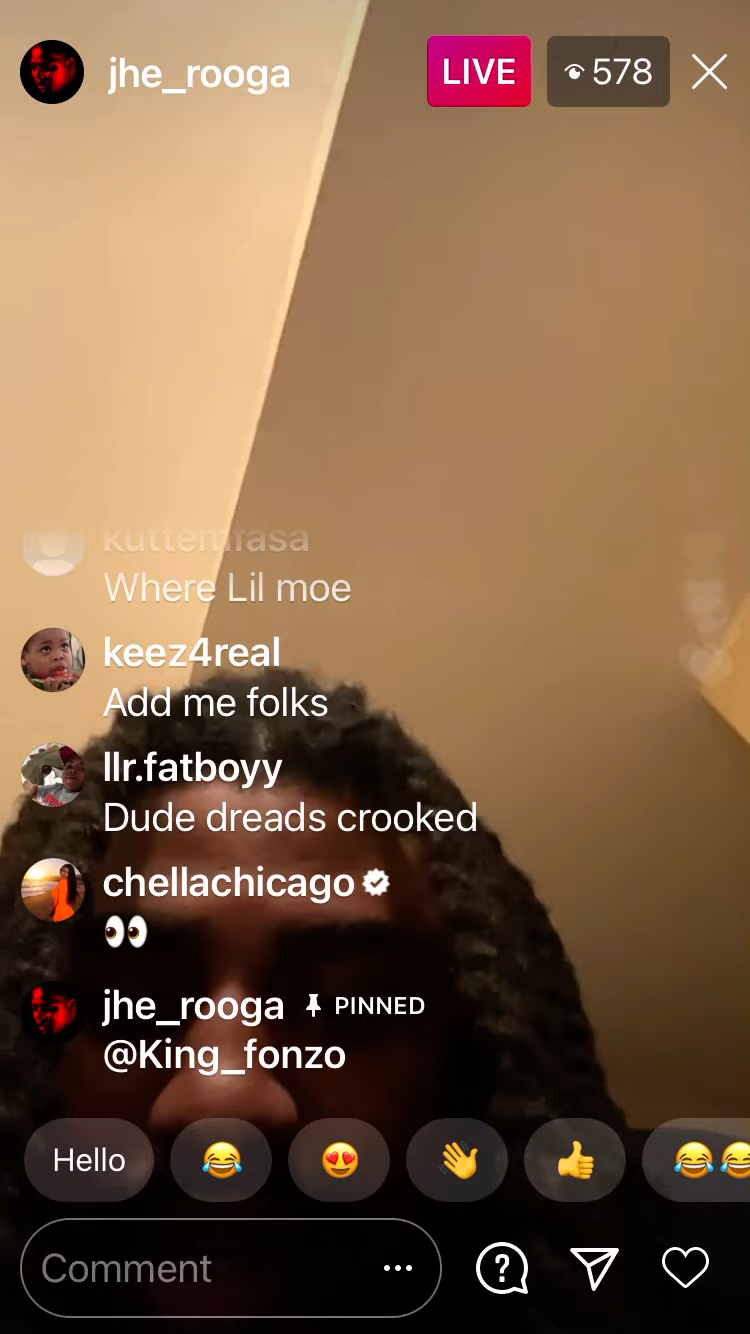 jhe_rooga
LIVE
578
kuttemfasa
Where Lil moe
keez4real
Add me folks
llr.fatboyy
Dude dreads crooked
chellachicago
👀
jhe_rooga PINNED
@King_fonzo
Hello 😂 😍 👋 👍 😂😂
Comment